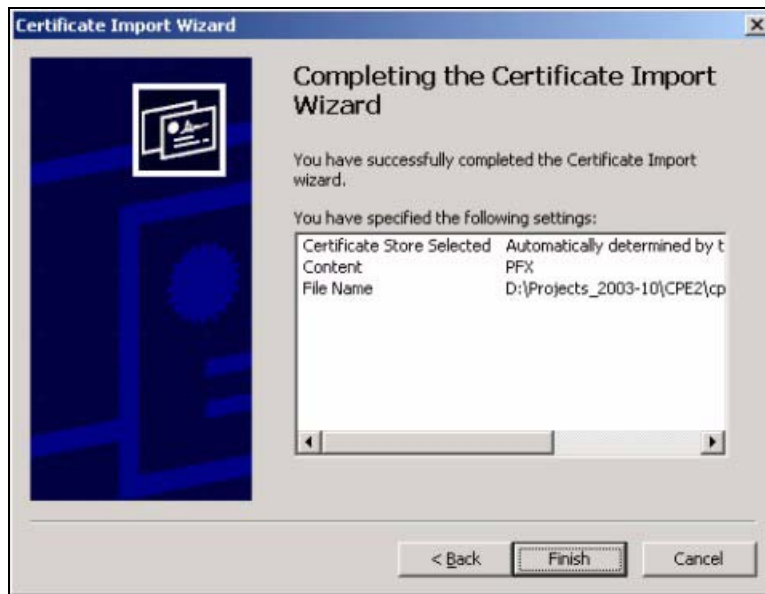 Certificate Import Wizard
Completing the Certificate Import
Wizard
You have successfully completed the Certificate Import
wizard.
You have specified the following settings:
Certificate Store Selected Automatically determined by t
Content PFX
File Name D:\Projects_2003-10\CPE2\cp
< Back Finish Cancel